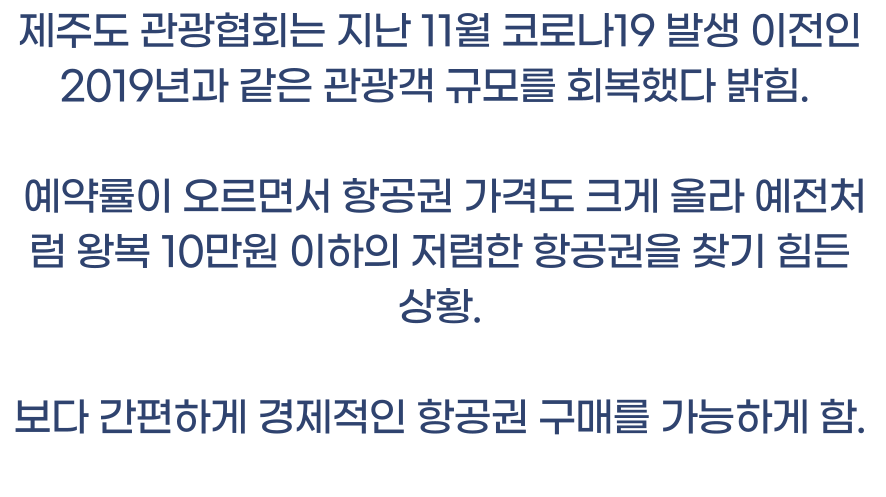 제주도 관광협회는 지난 11월 코로나19 발생 이전인
2019년과 같은 관광객 규모를 회복했다 밝힘.
예약률이 오르면서 항공권 가격도 크게 올라 예전처
럼 왕복 10만원 이하의 저렴한 항공권을 찾기 힘든
상황.
보다 간편하게 경제적인 항공권 구매를 가능하게 함.